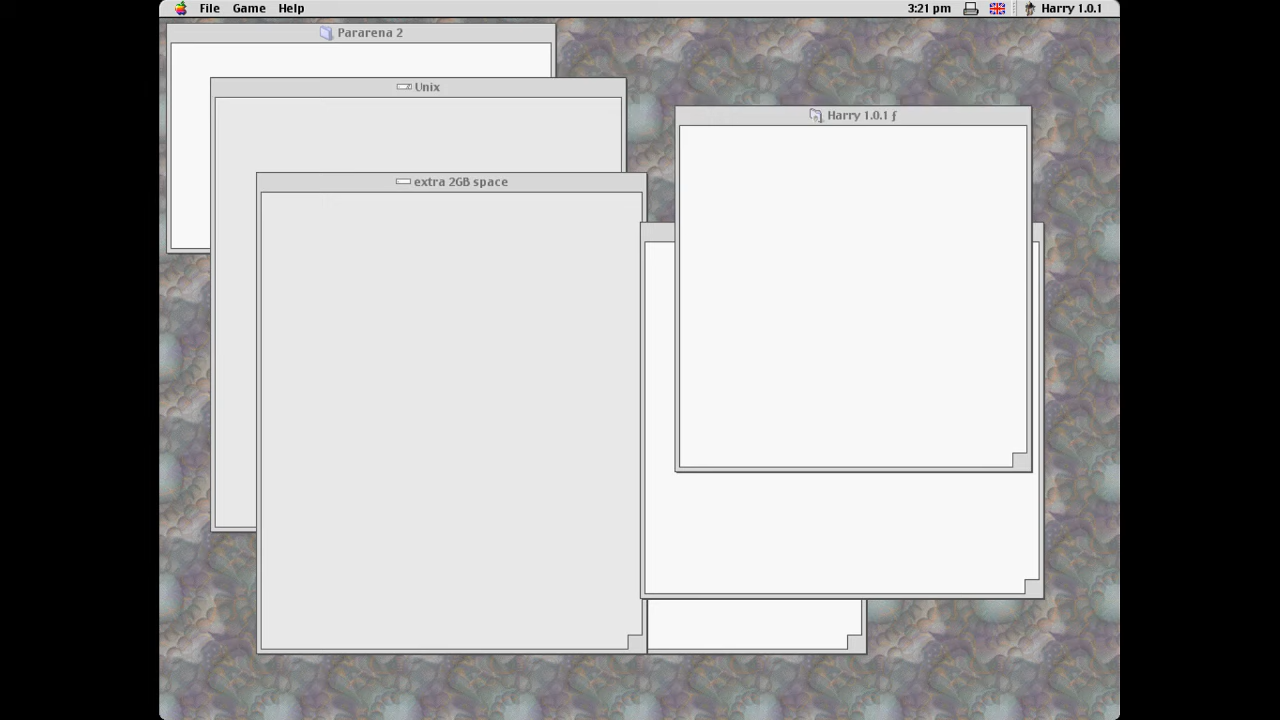 File Game Help 3:21 pm Harry 1.0.1
Pararena 2
Unix
Harry 1.0.1 ƒ
extra 2GB space